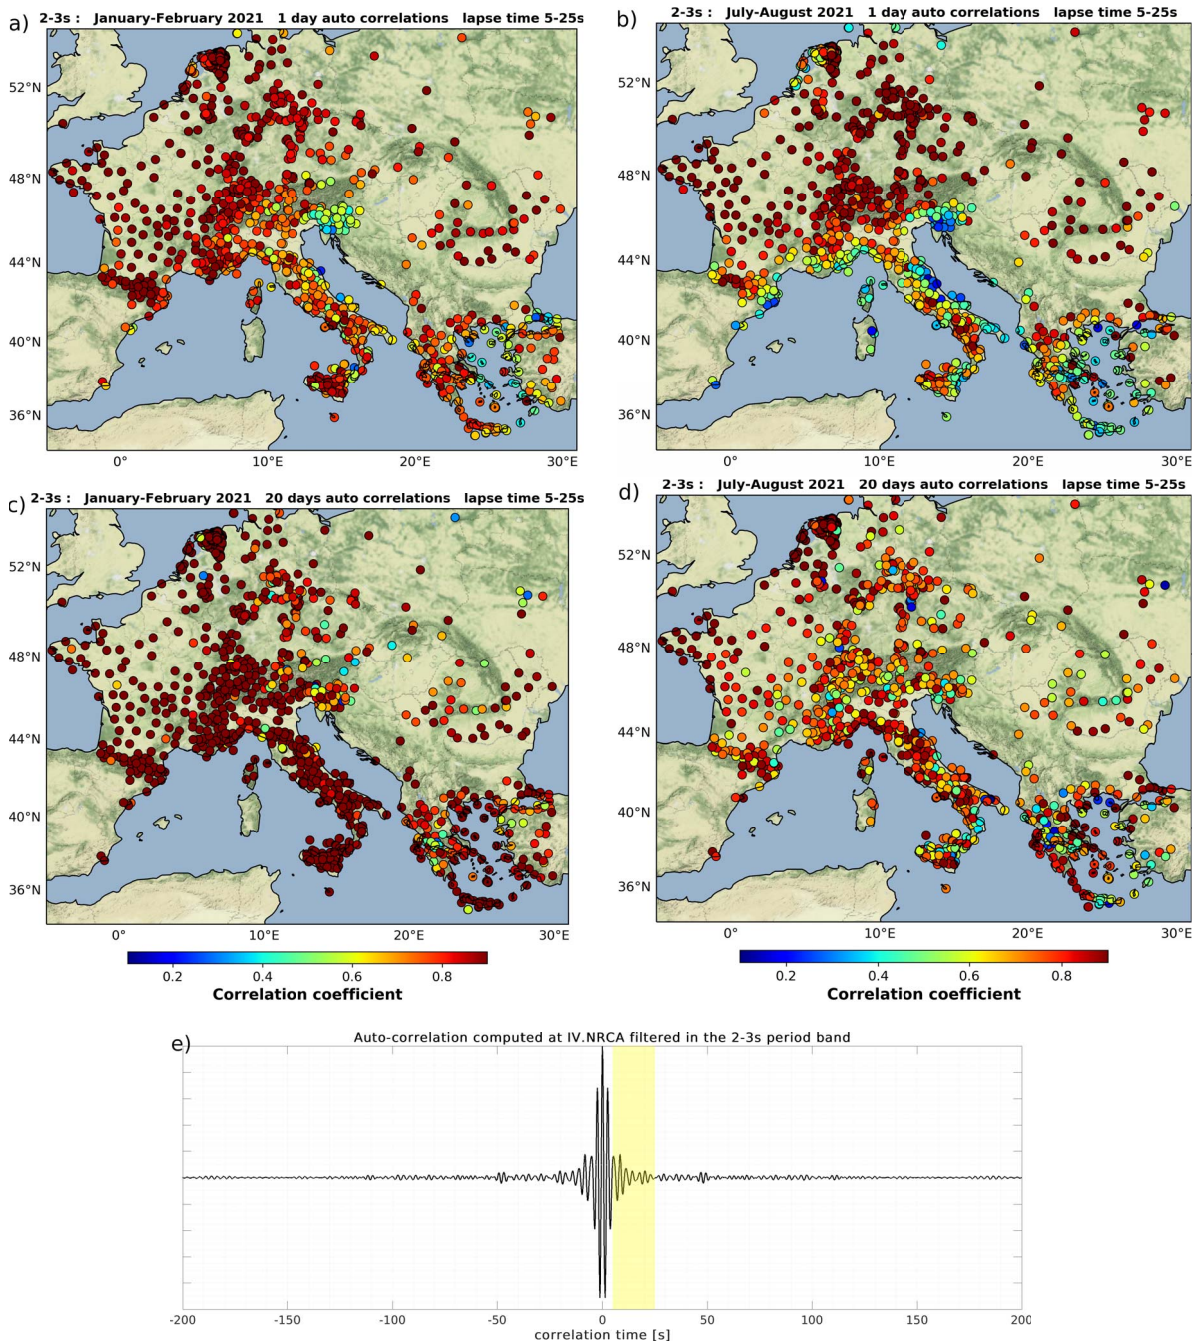 a)
2-3s : January-February 2021 1 day auto correlations lapse time 5-25s
52°N
48°N
44°N
40°N
36°N
0° 10°E 20°E 30°E
b)
2-3s : July-August 2021 1 day auto correlations lapse time 5-25s
52°N
48°N
44°N
40°N
36°N
0° 10°E 20°E 30°E
c)
2-3s : January-February 2021 20 days auto correlations lapse time 5-25s
52°N
48°N
44°N
40°N
36°N
0° 10°E 20°E 30°E
0.2 0.4 0.6 0.8
Correlation coefficient
d)
2-3s : July-August 2021 20 days auto correlations lapse time 5-25s
52°N
48°N
44°N
40°N
36°N
0° 10°E 20°E 30°E
0.2 0.4 0.6 0.8
Correlation coefficient
e)
Auto-correlation computed at IV.NRCA filtered in the 2-3s period band
-200 -150 -100 -50 0 50 100 150 200
correlation time [s]